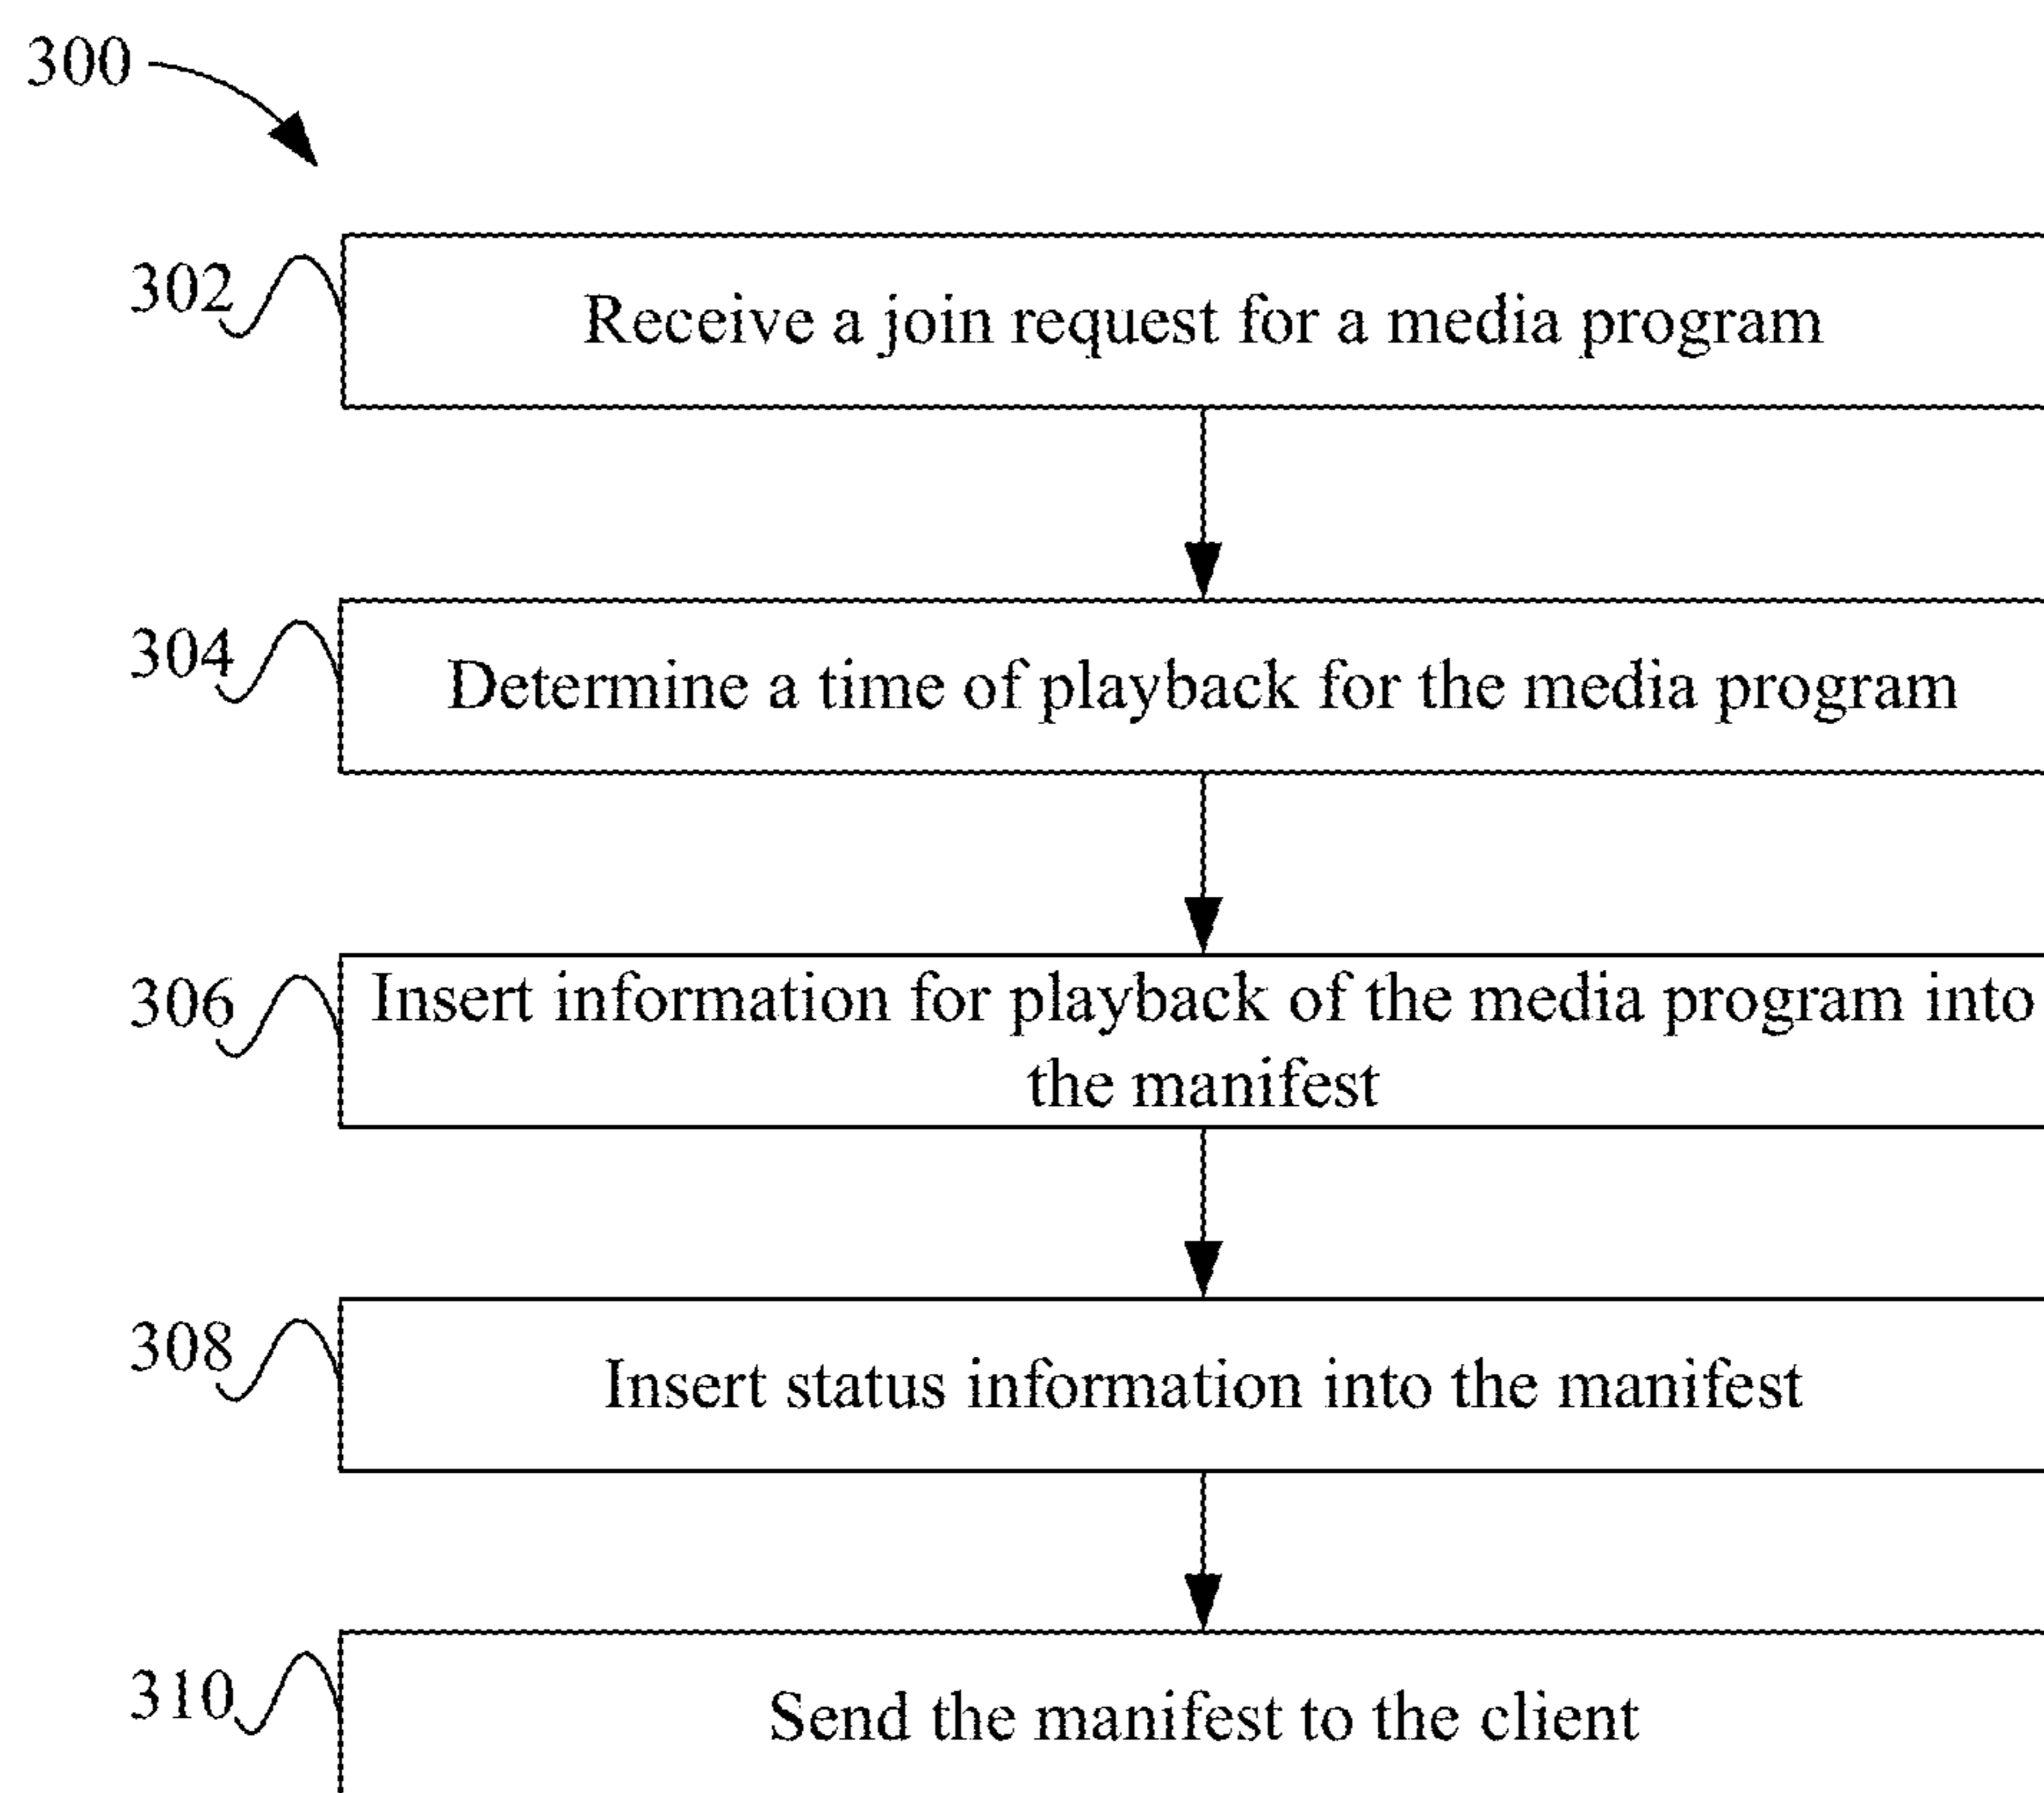 300
302
Receive a join request for a media program
304
Determine a time of playback for the media program
306
Insert information for playback of the media program into
the manifest
308
Insert status information into the manifest
310
Send the manifest to the client